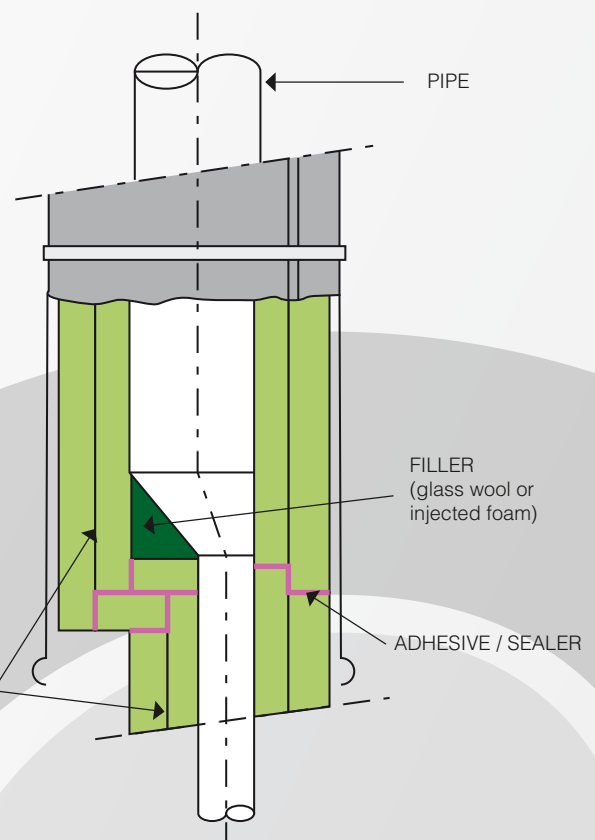 PIPE
FILLER
(glass wool or
injected foam)
ADHESIVE / SEALER